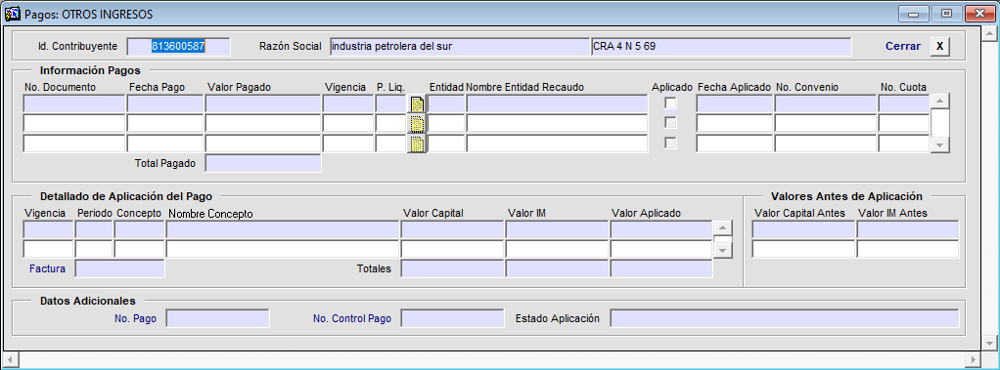 Pagos: OTROS INGRESOS
Id. Contribuyente 813600587 Razón Social industria petrolera del sur CRA 4 N 5 69 Cerrar X
Información Pagos
No. Documento Fecha Pago Valor Pagado Vigencia P. Liq. Entidad Nombre Entidad Recaudo Aplicado Fecha Aplicado No. Convenio No. Cuota
Total Pagado
Detallado de Aplicación del Pago Valores Antes de Aplicación
Vigencia Periodo Concepto Nombre Concepto Valor Capital Valor IM Valor Aplicado Valor Capital Antes Valor IM Antes
Factura Totales
Datos Adicionales
No. Pago No. Control Pago Estado Aplicación